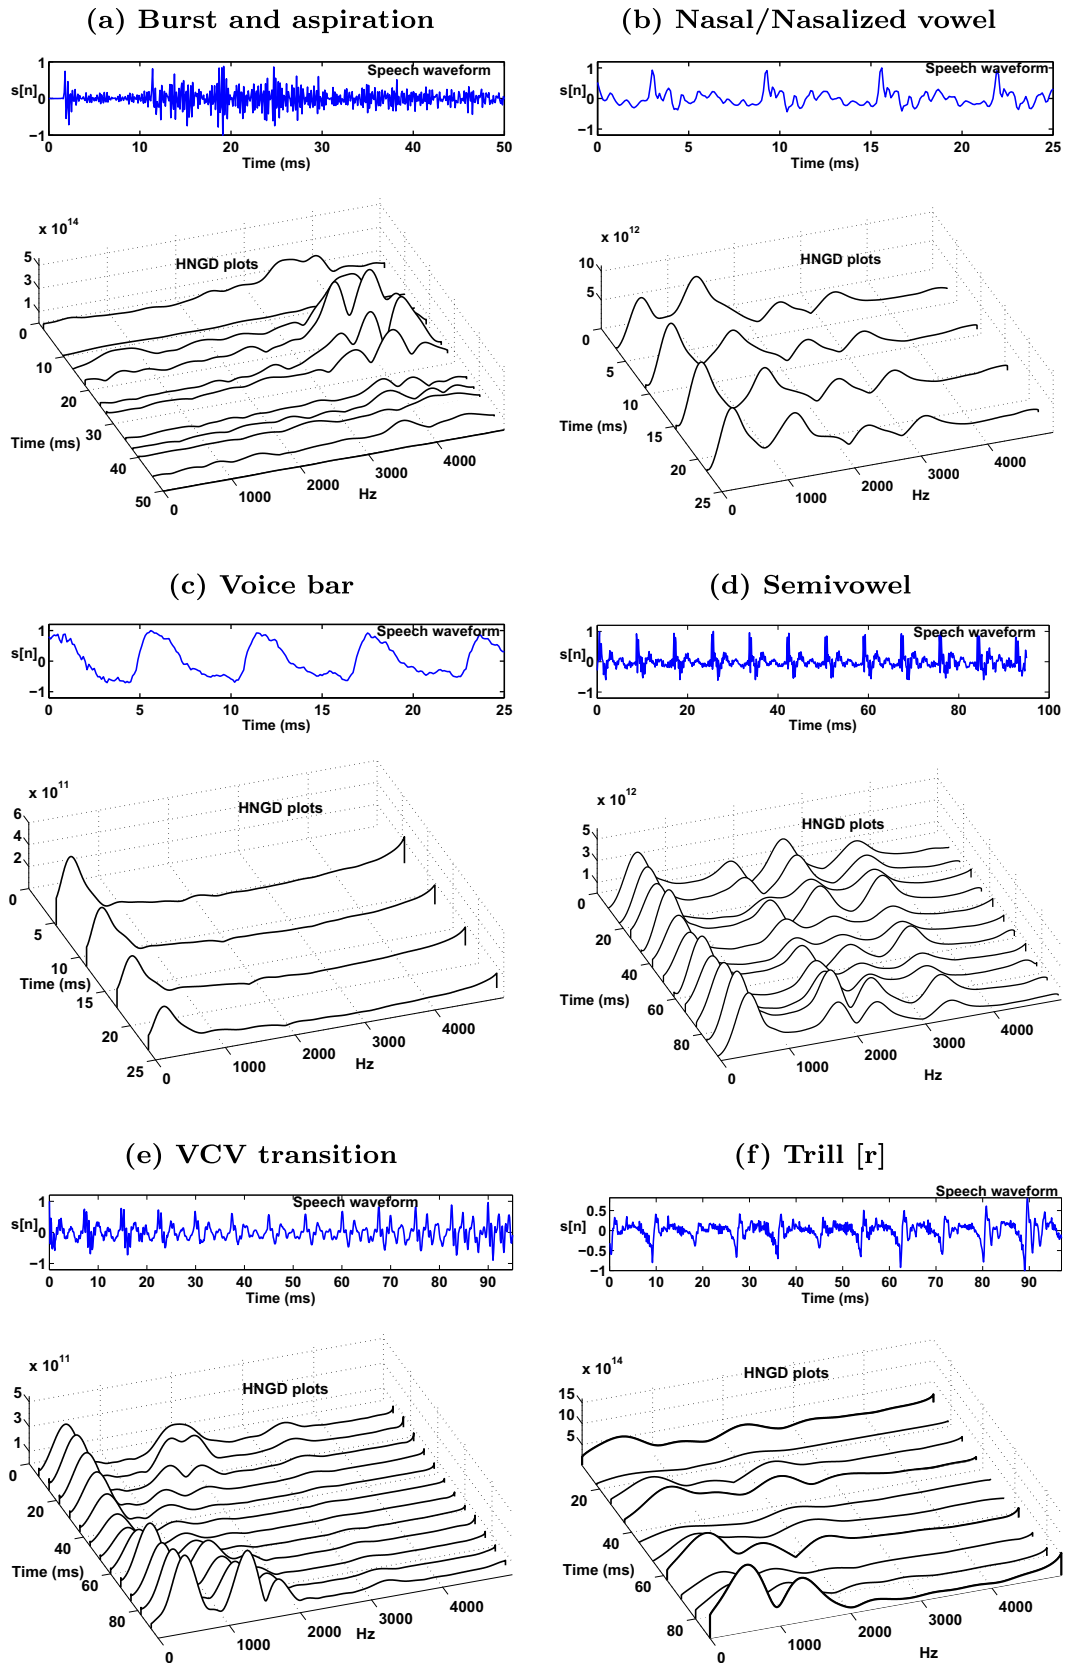 (a) Burst and aspiration
Speech waveform
s[n]
1
0
−1
0 10 20 30 40 50
Time (ms)
x 10^14
HNGD plots
5
3
1
0
10
20
30
40
50
Time (ms)
0 1000 2000 3000 4000
Hz
(b) Nasal/Nasalized vowel
Speech waveform
s[n]
1
0
−1
0 5 10 15 20 25
Time (ms)
x 10^12
HNGD plots
10
5
0
5
10
15
20
25
Time (ms)
0 1000 2000 3000 4000
Hz
(c) Voice bar
Speech waveform
s[n]
1
0
−1
0 5 10 15 20 25
Time (ms)
x 10^11
HNGD plots
6
4
2
0
5
10
15
20
25
Time (ms)
0 1000 2000 3000 4000
Hz
(d) Semivowel
Speech waveform
s[n]
1
0
−1
0 20 40 60 80 100
Time (ms)
x 10^12
HNGD plots
5
3
1
0
20
40
60
80
Time (ms)
0 1000 2000 3000 4000
Hz
(e) VCV transition
Speech waveform
s[n]
1
0
−1
0 10 20 30 40 50 60 70 80 90
Time (ms)
x 10^11
HNGD plots
5
3
1
0
20
40
60
80
Time (ms)
0 1000 2000 3000 4000
Hz
(f) Trill [r]
Speech waveform
s[n]
0.5
0
−0.5
−1
0 10 20 30 40 50 60 70 80 90
Time (ms)
x 10^14
HNGD plots
15
10
5
20
40
60
80
Time (ms)
0 1000 2000 3000 4000
Hz